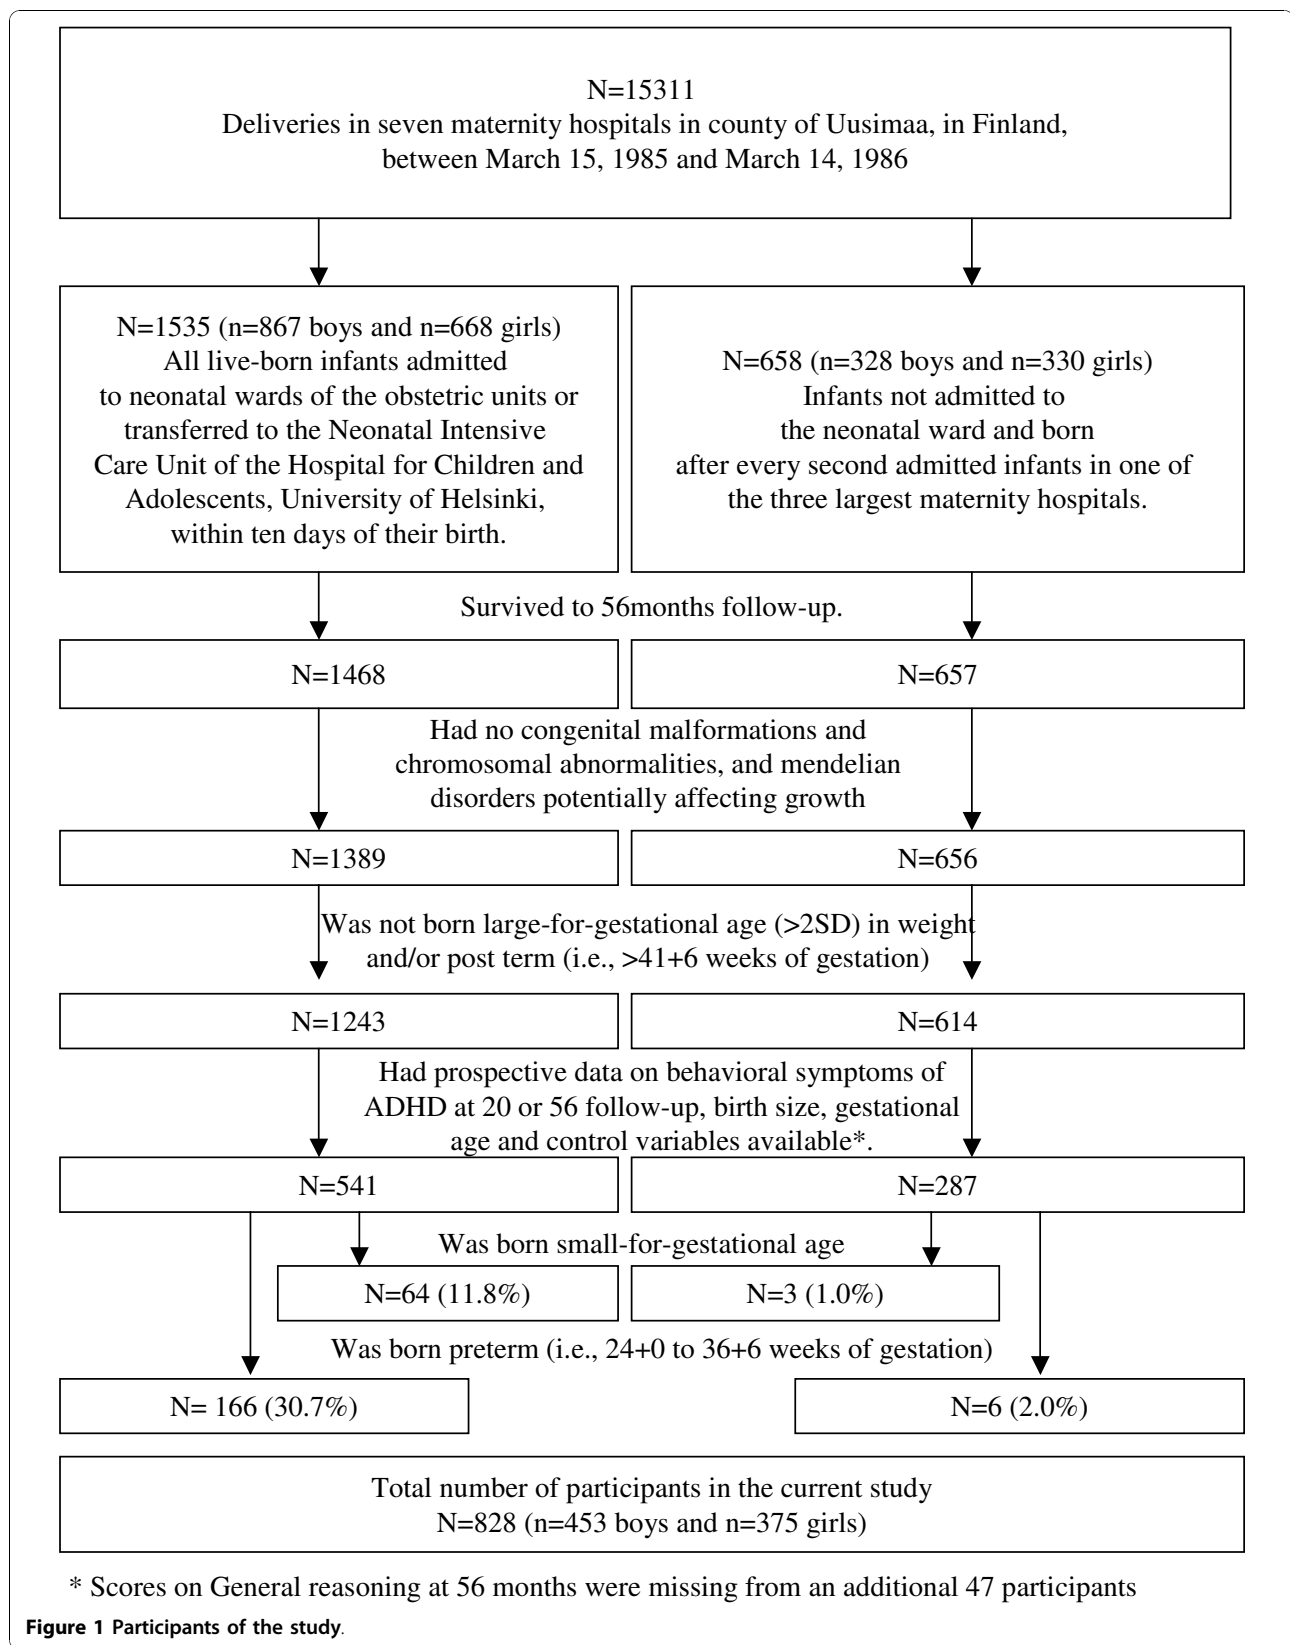 N=15311
Deliveries in seven maternity hospitals in county of Uusimaa, in Finland,
between March 15, 1985 and March 14, 1986
N=1535 (n=867 boys and n=668 girls)
All live-born infants admitted
to neonatal wards of the obstetric units or
transferred to the Neonatal Intensive
Care Unit of the Hospital for Children and
Adolescents, University of Helsinki,
within ten days of their birth.
N=658 (n=328 boys and n=330 girls)
Infants not admitted to
the neonatal ward and born
after every second admitted infants in one of
the three largest maternity hospitals.
Survived to 56months follow-up.
N=1468
N=657
Had no congenital malformations and
chromosomal abnormalities, and mendelian
disorders potentially affecting growth
N=1389
N=656
Was not born large-for-gestational age (>2SD) in weight
and/or post term (i.e., >41+6 weeks of gestation)
N=1243
N=614
Had prospective data on behavioral symptoms of
ADHD at 20 or 56 follow-up, birth size, gestational
age and control variables available*.
N=541
N=287
Was born small-for-gestational age
N=64 (11.8%)
N=3 (1.0%)
Was born preterm (i.e., 24+0 to 36+6 weeks of gestation)
N= 166 (30.7%)
N=6 (2.0%)
Total number of participants in the current study
N=828 (n=453 boys and n=375 girls)
* Scores on General reasoning at 56 months were missing from an additional 47 participants
Figure 1 Participants of the study.